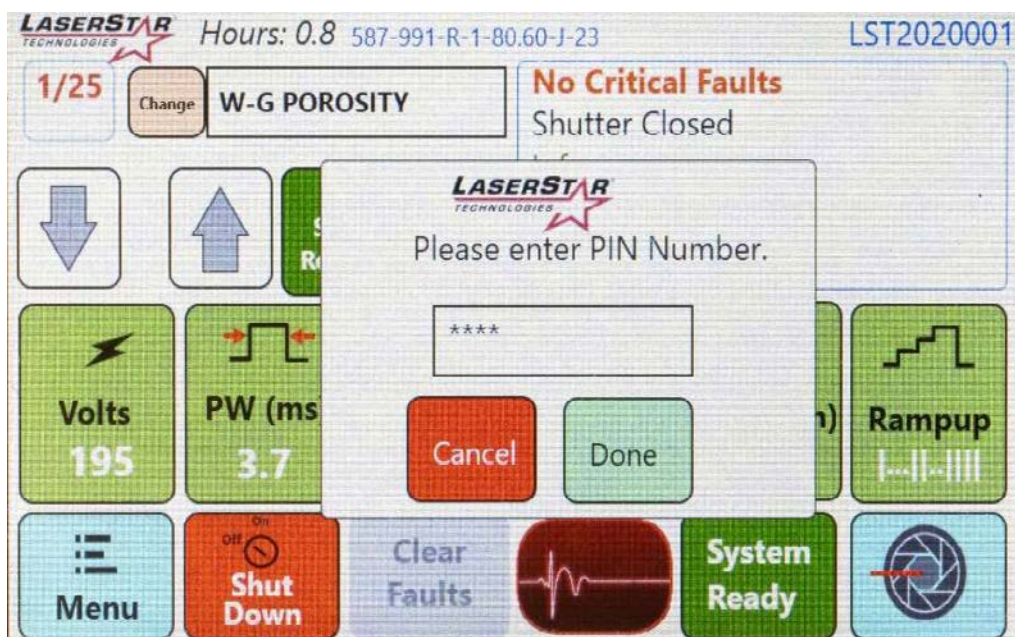 LASERSTAR
TECHNOLOGIES
Hours: 0.8
587-991-R-1-80.60-J-23
LST2020001
1/25
Change
W-G POROSITY
No Critical Faults
Shutter Closed
LASERSTAR
TECHNOLOGIES
Please enter PIN Number.
****
Cancel
Done
Volts
195
PW (ms
3.7
Rampup
Menu
On
Off
Shut
Down
Clear
Faults
System
Ready